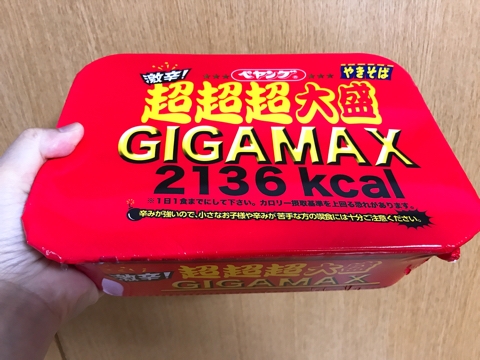 激辛! ペヤング やきそば
超超超大盛
GIGAMAX
2136 kcal
※1日1食までにして下さい。カロリー摂取基準を上回る恐れがあります。
辛みが強いので、小さなお子様や辛みが苦手な方の喫食には十分ご注意ください。
激辛! 超超超大盛
GIGAMAX